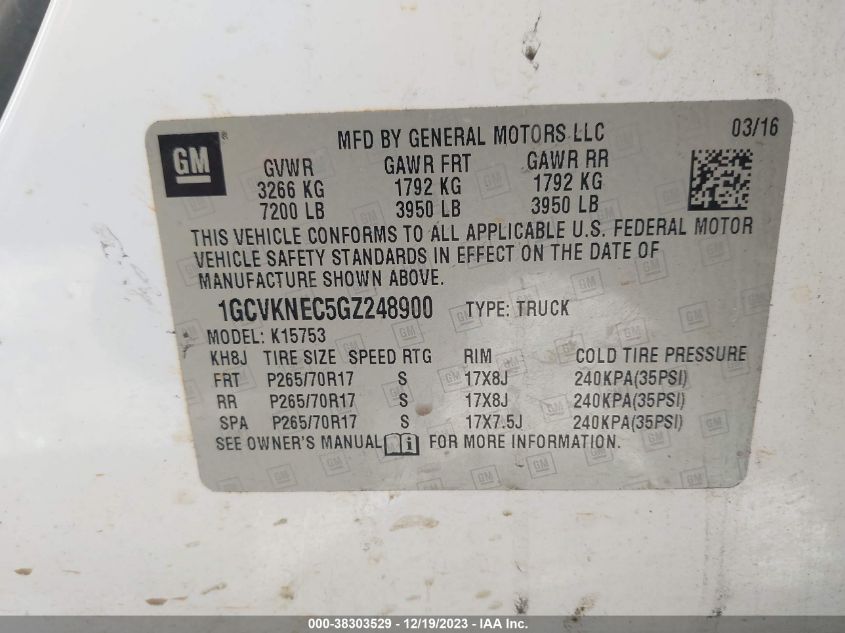 GM ®
MFD BY GENERAL MOTORS LLC 03/16
GVWR GAWR FRT GAWR RR
3266 KG 1792 KG 1792 KG
7200 LB 3950 LB 3950 LB
THIS VEHICLE CONFORMS TO ALL APPLICABLE U.S. FEDERAL MOTOR
VEHICLE SAFETY STANDARDS IN EFFECT ON THE DATE OF
MANUFACTURE SHOWN ABOVE.
1GCVKNEC5GZ248900 TYPE: TRUCK
MODEL: K15753
KH8J TIRE SIZE SPEED RTG RIM COLD TIRE PRESSURE
FRT P265/70R17 S 17X8J 240KPA(35PSI)
RR P265/70R17 S 17X8J 240KPA(35PSI)
SPA P265/70R17 S 17X7.5J 240KPA(35PSI)
SEE OWNER'S MANUAL i FOR MORE INFORMATION.
000-38303529 - 12/19/2023 - IAAI Inc.